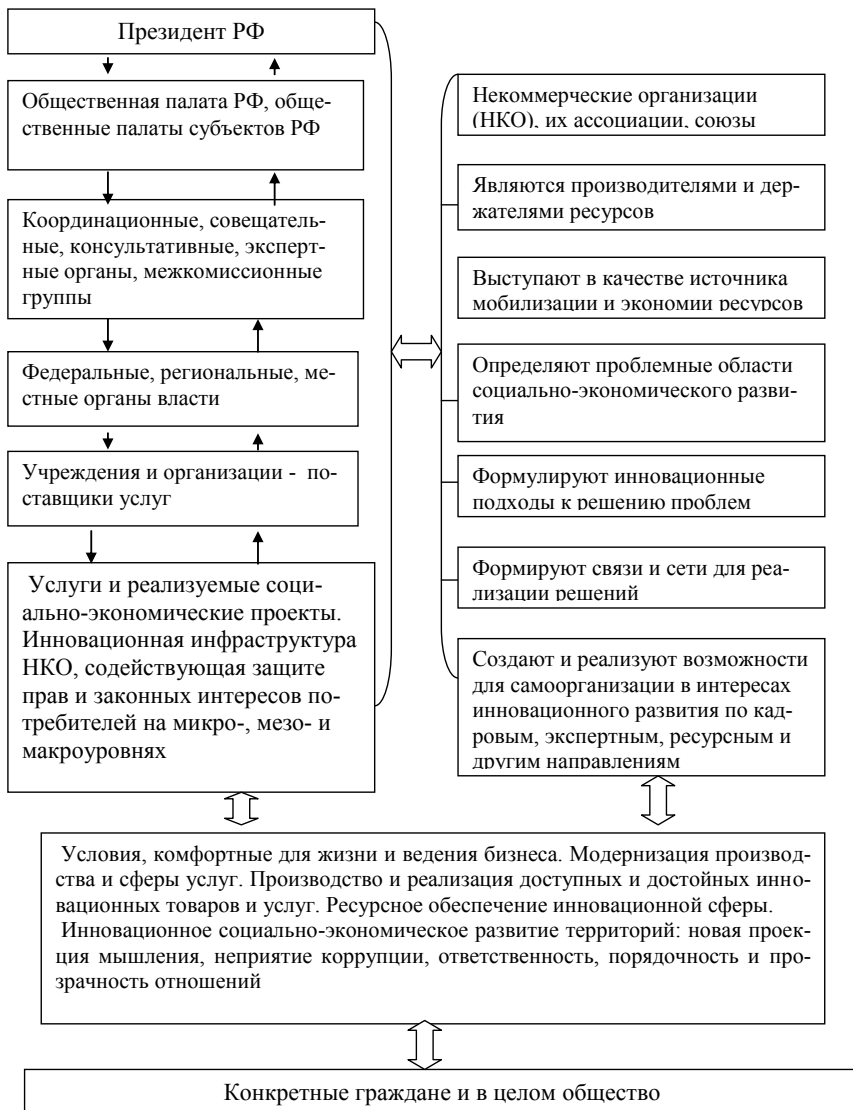 Президент РФ
Общественная палата РФ, обще-
ственные палаты субъектов РФ
Координационные, совещатель-
ные, консультативные, эксперт-
ные органы, межкомиссионные
группы
Федеральные, региональные, ме-
стные органы власти
Учреждения и организации - по-
ставщики услуг
Услуги и реализуемые соци-
ально-экономические проекты.
Инновационная инфраструктура
НКО, содействующая защите
прав и законных интересов по-
требителей на микро-, мезо- и
макроуровнях
Некоммерческие организации
(НКО), их ассоциации, союзы
Являются производителями и дер-
жателями ресурсов
Выступают в качестве источника
мобилизации и экономии ресурсов
Определяют проблемные области
социально-экономического разви-
тия
Формулируют инновационные
подходы к решению проблем
Формируют связи и сети для реа-
лизации решений
Создают и реализуют возможности
для самоорганизации в интересах
инновационного развития по кад-
ровым, экспертным, ресурсным и
другим направлениям
Условия, комфортные для жизни и ведения бизнеса. Модернизация производ-
ства и сферы услуг. Производство и реализация доступных и достойных инно-
вационных товаров и услуг. Ресурсное обеспечение инновационной сферы.
Инновационное социально-экономическое развитие территорий: новая проек-
ция мышления, неприятие коррупции, ответственность, порядочность и про-
зрачность отношений
Конкретные граждане и в целом общество